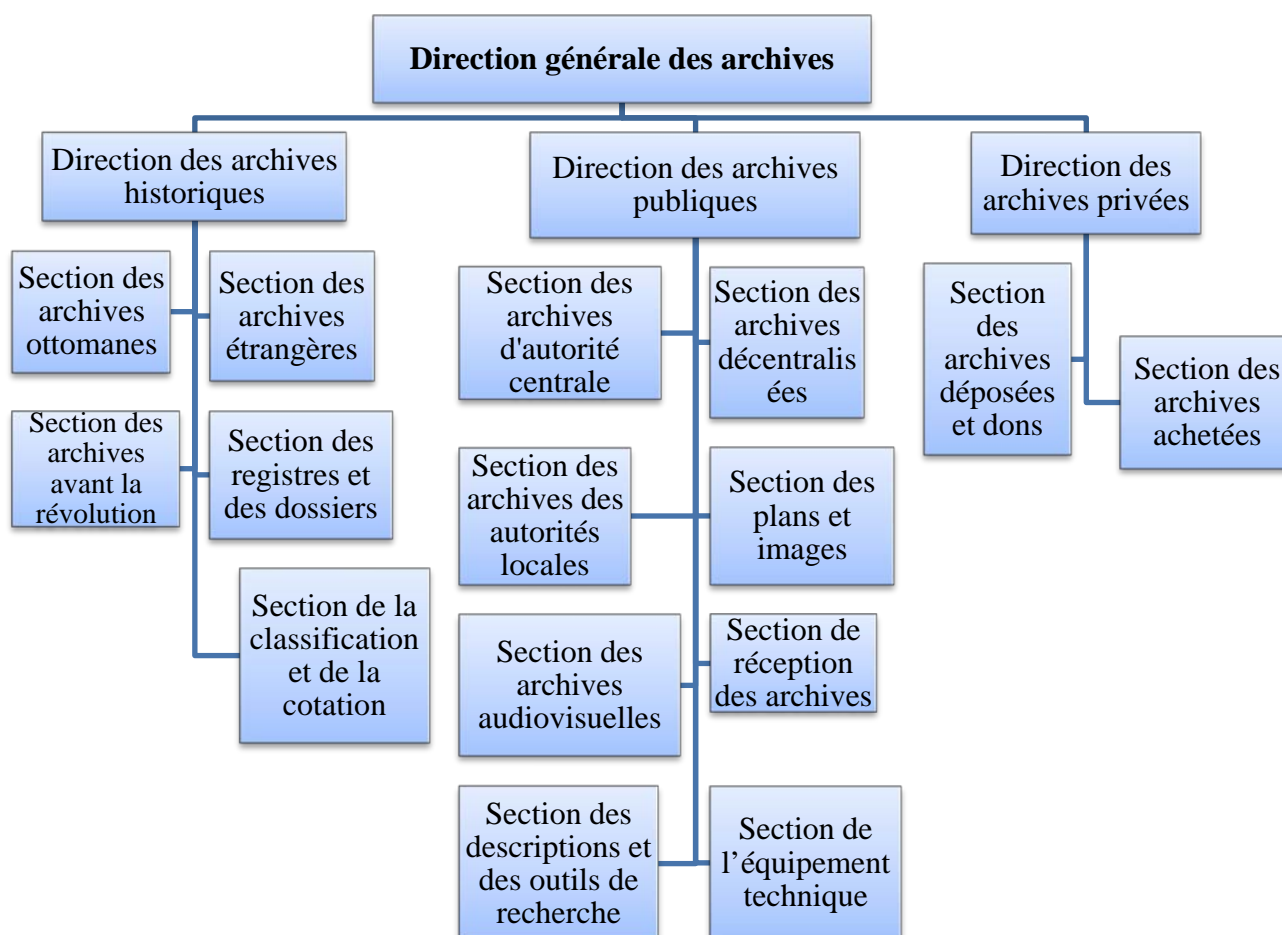 Direction générale des archives
Direction des archives
historiques
Direction des archives
publiques
Direction des
archives privées
Section des
archives
ottomanes
Section des
archives
étrangères
Section des
archives
avant la
révolution
Section des
registres et
des dossiers
Section de la
classification
et de la
cotation
Section des
archives
d'autorité
centrale
Section des
archives
décentralis
ées
Section des
archives des
autorités
locales
Section des
plans et
images
Section des
archives
audiovisuelles
Section de
réception
des archives
Section des
descriptions et
des outils de
recherche
Section de
l’équipement
technique
Section
des
archives
déposées
et dons
Section des
archives
achetées